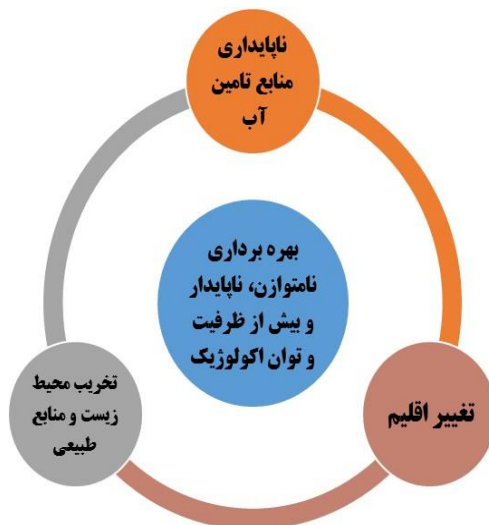 ناپایداری
منابع تامین
آب
بهره برداری
نامتوازن، ناپایدار
و بیش از ظرفیت
و توان اکولوژیک
تخریب محیط
زیست و منابع
طبیعی
تغییر اقلیم